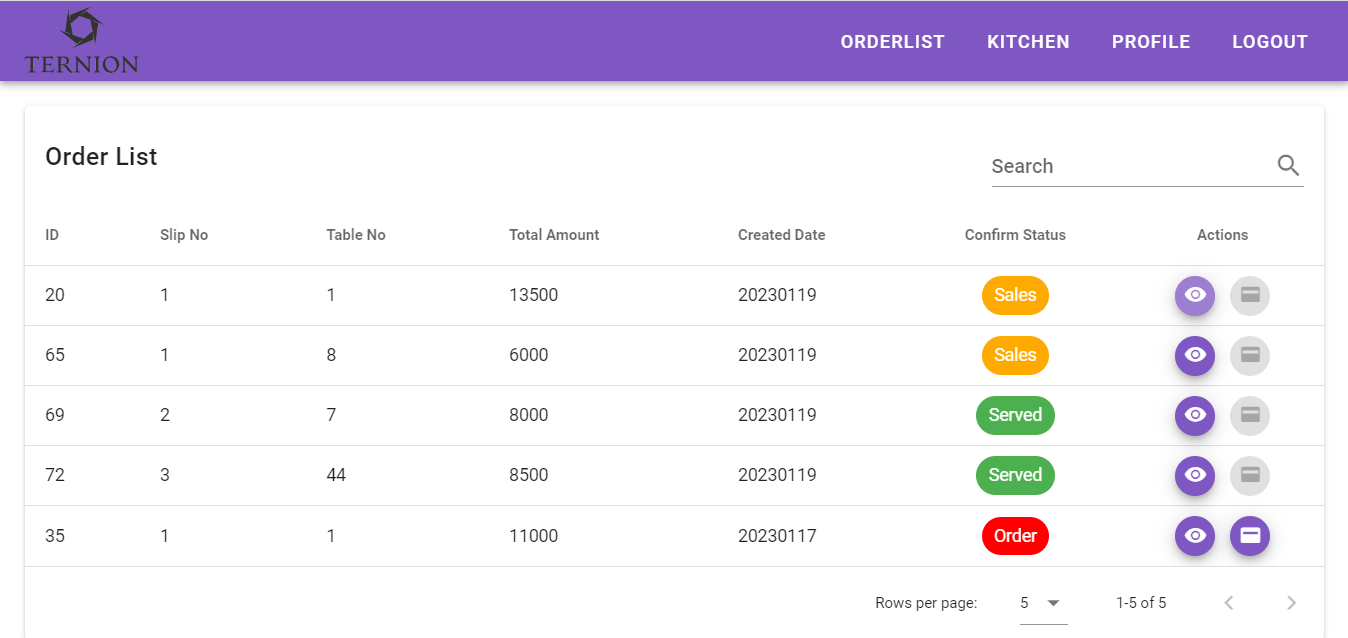 TERNION
ORDERLIST KITCHEN PROFILE LOGOUT
Order List
Search
ID Slip No Table No Total Amount Created Date Confirm Status Actions
20 1 1 13500 20230119 Sales
65 1 8 6000 20230119 Sales
69 2 7 8000 20230119 Served
72 3 44 8500 20230119 Served
35 1 1 11000 20230117 Order
Rows per page: 5 1-5 of 5